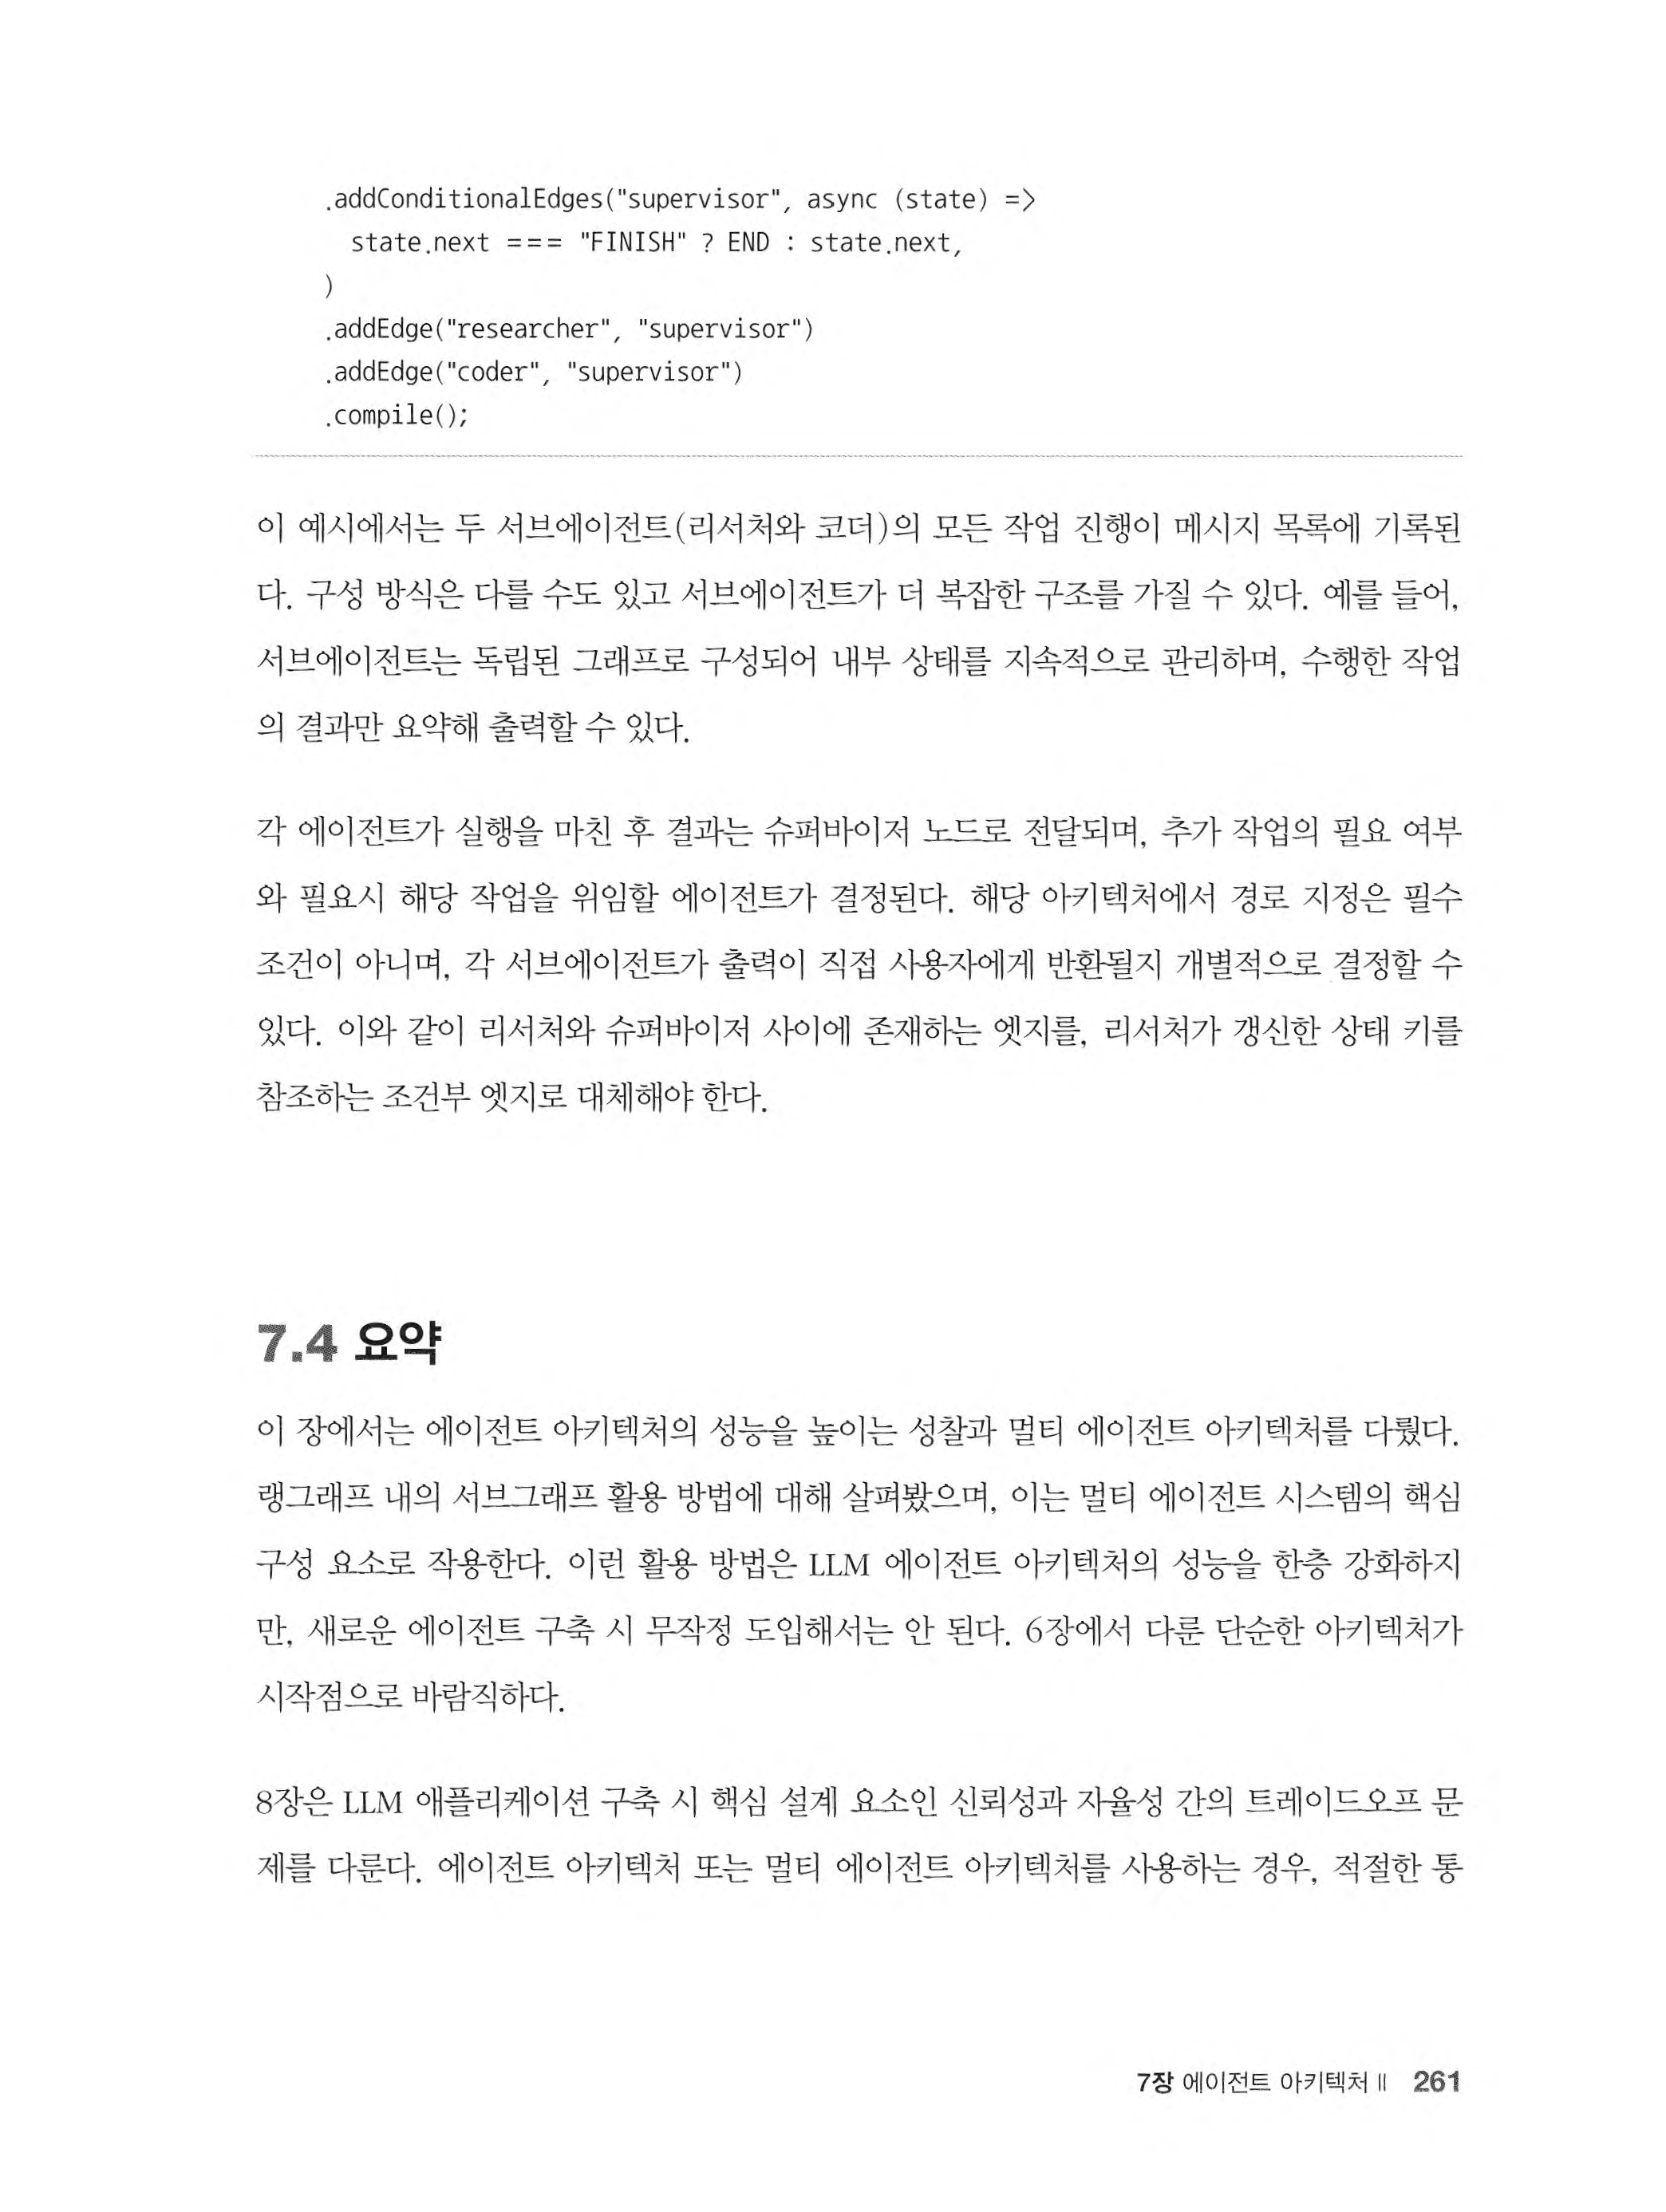 .addConditionalEdges("supervisor", async (state) =>
state.next === "FINISH" ? END : state.next,
)
.addEdge("researcher", "supervisor")
.addEdge("coder", "supervisor")
.compile();
이 예시에서는 두 서브에이전트(리서처와 코더)의 모든 작업 진행이 메시지 목록에 기록된
다. 구성 방식은 다를 수도 있고 서브에이전트가 더 복잡한 구조를 가질 수 있다. 예를 들어,
서브에이전트는 독립된 그래프로 구성되어 내부 상태를 지속적으로 관리하며, 수행한 작업
의 결과만 요약해 출력할 수 있다.
각 에이전트가 실행을 마친 후 결과는 슈퍼바이저 노드로 전달되며, 추가 작업의 필요 여부
와 필요시 해당 작업을 위임할 에이전트가 결정된다. 해당 아키텍처에서 경로 지정은 필수
조건이 아니며, 각 서브에이전트가 출력이 직접 사용자에게 반환될지 개별적으로 결정할 수
있다. 이와 같이 리서처와 슈퍼바이저 사이에 존재하는 엣지를, 리서처가 갱신한 상태 키를
참조하는 조건부 엣지로 대체해야 한다.
7.4 요약
이 장에서는 에이전트 아키텍처의 성능을 높이는 성찰과 멀티 에이전트 아키텍처를 다뤘다.
랭그래프 내의 서브그래프 활용 방법에 대해 살펴봤으며, 이는 멀티 에이전트 시스템의 핵심
구성 요소로 작용한다. 이런 활용 방법은 LLM 에이전트 아키텍처의 성능을 한층 강화하지
만, 새로운 에이전트 구축 시 무작정 도입해서는 안 된다. 6장에서 다룬 단순한 아키텍처가
시작점으로 바람직하다.
8장은 LLM 애플리케이션 구축 시 핵심 설계 요소인 신뢰성과 자율성 간의 트레이드오프 문
제를 다룬다. 에이전트 아키텍처 또는 멀티 에이전트 아키텍처를 사용하는 경우, 적절한 통
7장 에이전트 아키텍처 II 261